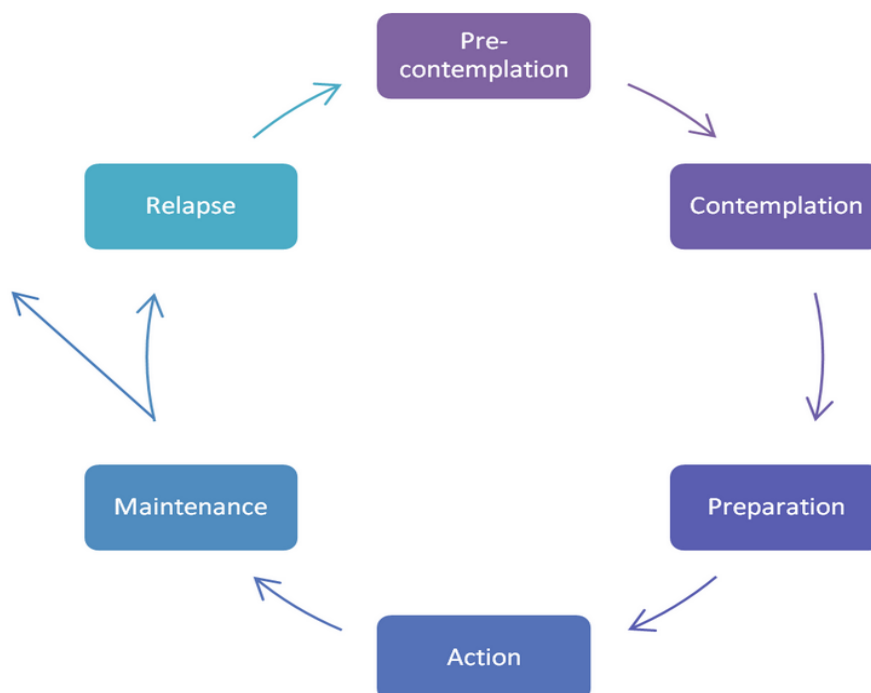 Pre-
contemplation
Contemplation
Preparation
Action
Maintenance
Relapse